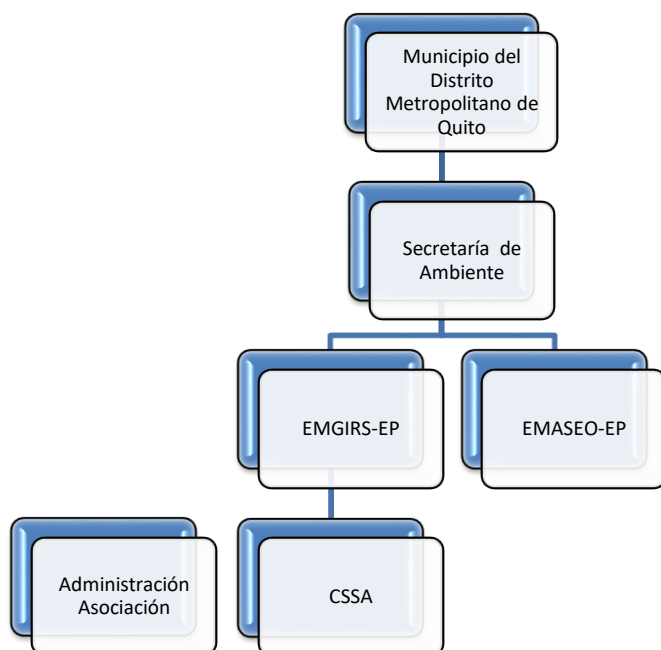 Municipio del
Distrito
Metropolitano de
Quito
Secretaría de
Ambiente
EMGIRS-EP
EMASEO-EP
Administración
Asociación
CSSA